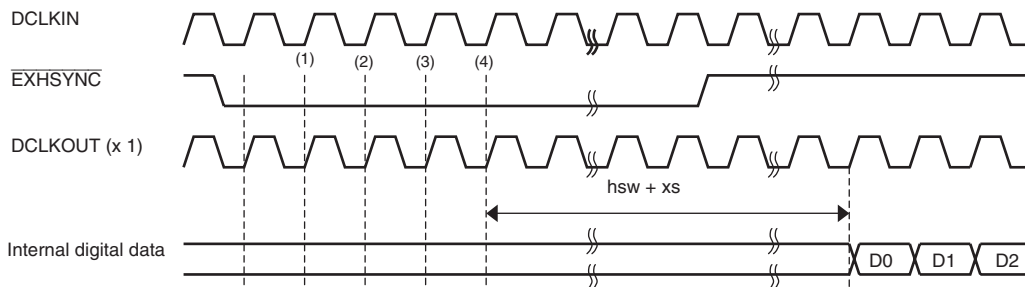 DCLKIN
(1) (2) (3) (4)
EXHSYNC
DCLKOUT (x 1)
hsw + xs
Internal digital data
D0 D1 D2